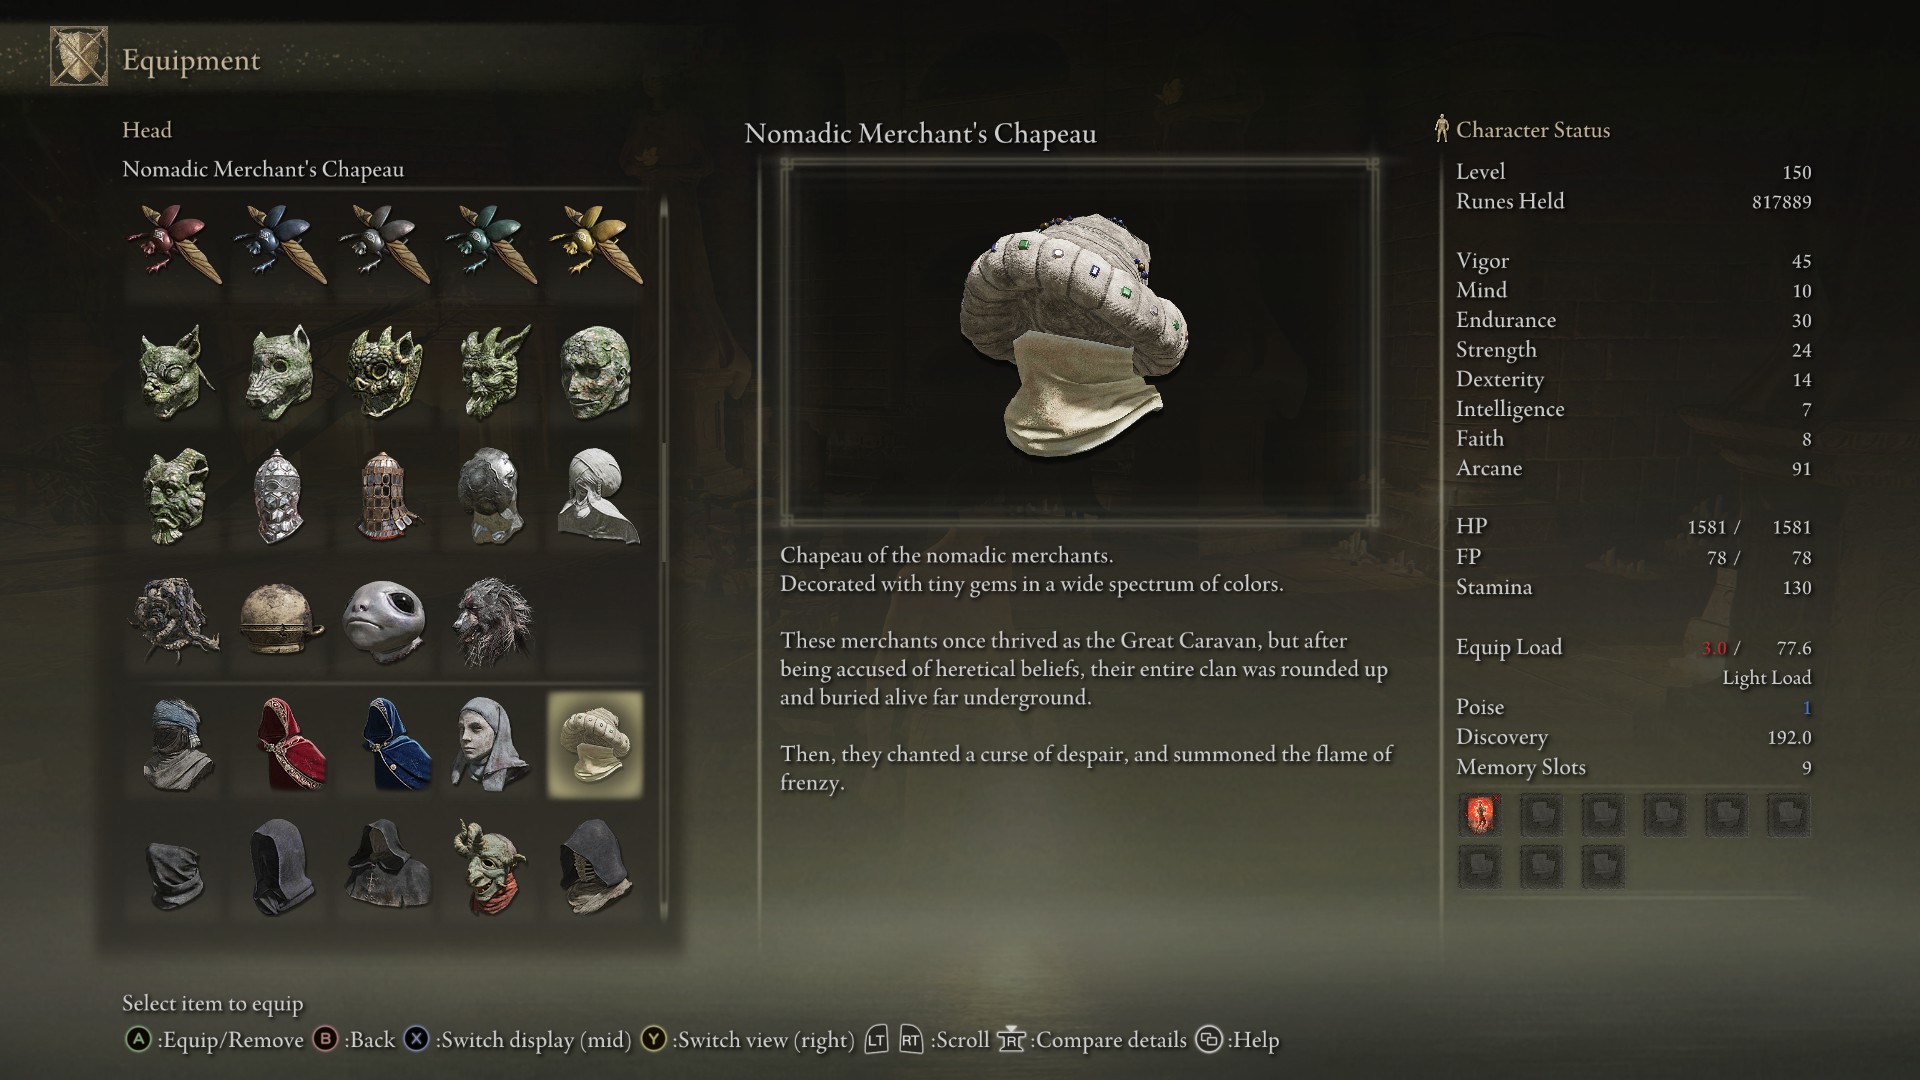 Equipment
Head
Nomadic Merchant's Chapeau
Nomadic Merchant's Chapeau
Chapeau of the nomadic merchants.
Decorated with tiny gems in a wide spectrum of colors.
These merchants once thrived as the Great Caravan, but after
being accused of heretical beliefs, their entire clan was rounded up
and buried alive far underground.
Then, they chanted a curse of despair, and summoned the flame of
frenzy.
Character Status
Level 150
Runes Held 817889
Vigor 45
Mind 10
Endurance 30
Strength 24
Dexterity 14
Intelligence 7
Faith 8
Arcane 91
HP 1581 / 1581
FP 78 / 78
Stamina 130
Equip Load 3.0 / 77.6
Light Load
Poise 1
Discovery 192.0
Memory Slots 9
Select item to equip
A :Equip/Remove B :Back X :Switch display (mid) Y :Switch view (right) LT RT :Scroll R :Compare details :Help